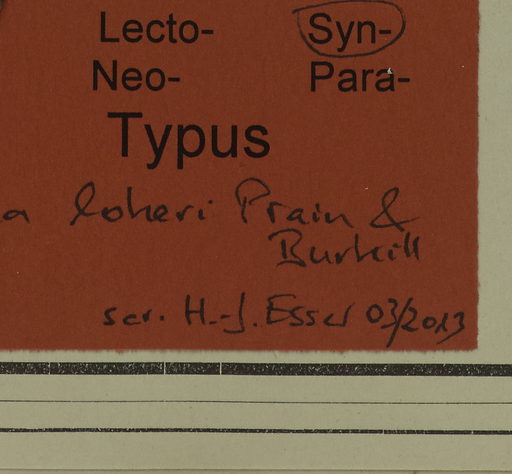 Lecto- Syn-
Neo- Para-
Typus
a loheri Prain &
Burkill
scr. H.-J. Esser 03/2013